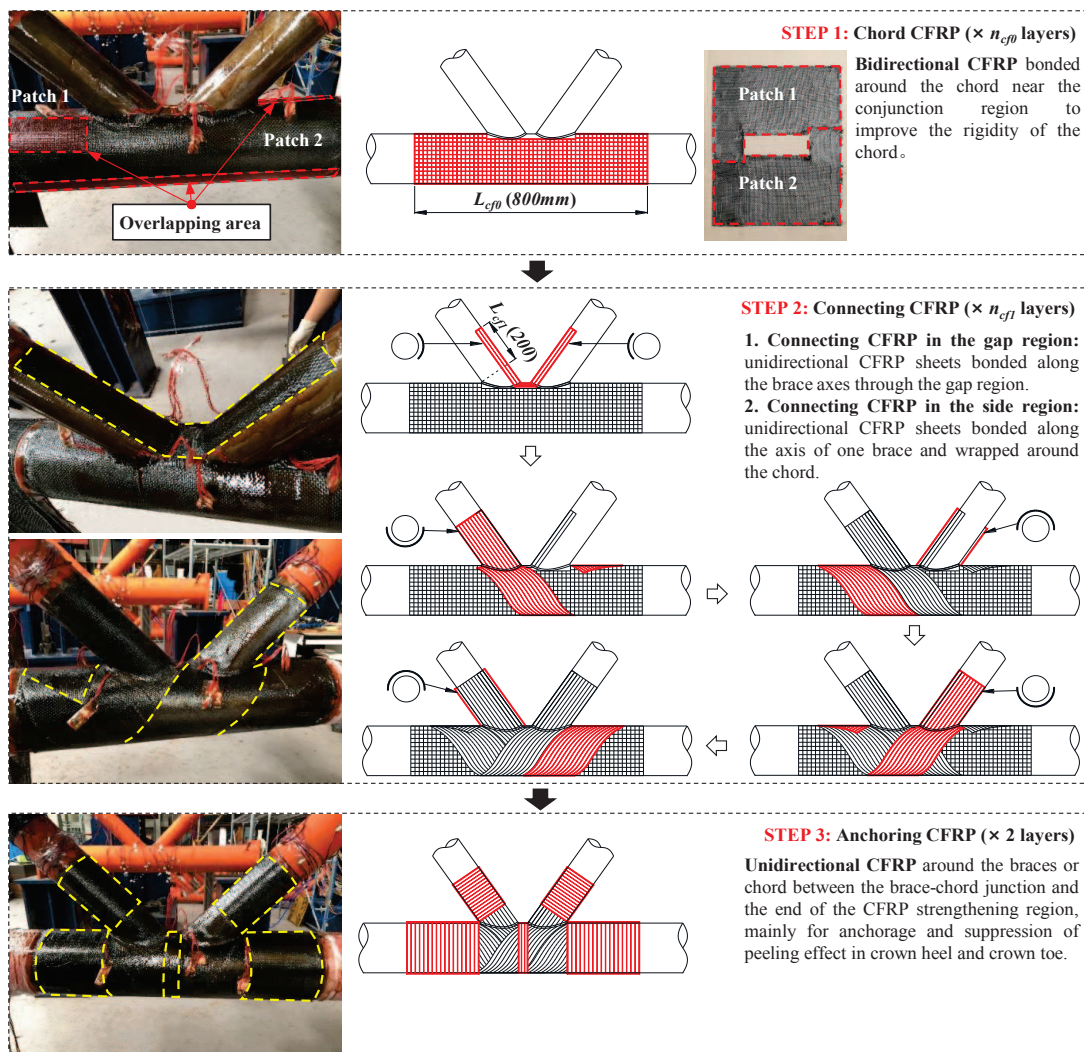 Patch 1
Patch 2
Overlapping area
L_cf0 (800mm)
STEP 1: Chord CFRP (× n_cf0 layers)
Patch 1
Patch 2
Bidirectional CFRP bonded
around the chord near the
conjunction region to
improve the rigidity of the
chord。
L_cf1 (200)
STEP 2: Connecting CFRP (× n_cf1 layers)
1. Connecting CFRP in the gap region:
unidirectional CFRP sheets bonded along
the brace axes through the gap region.
2. Connecting CFRP in the side region:
unidirectional CFRP sheets bonded along
the axis of one brace and wrapped around
the chord.
STEP 3: Anchoring CFRP (× 2 layers)
Unidirectional CFRP around the braces or
chord between the brace-chord junction and
the end of the CFRP strengthening region,
mainly for anchorage and suppression of
peeling effect in crown heel and crown toe.